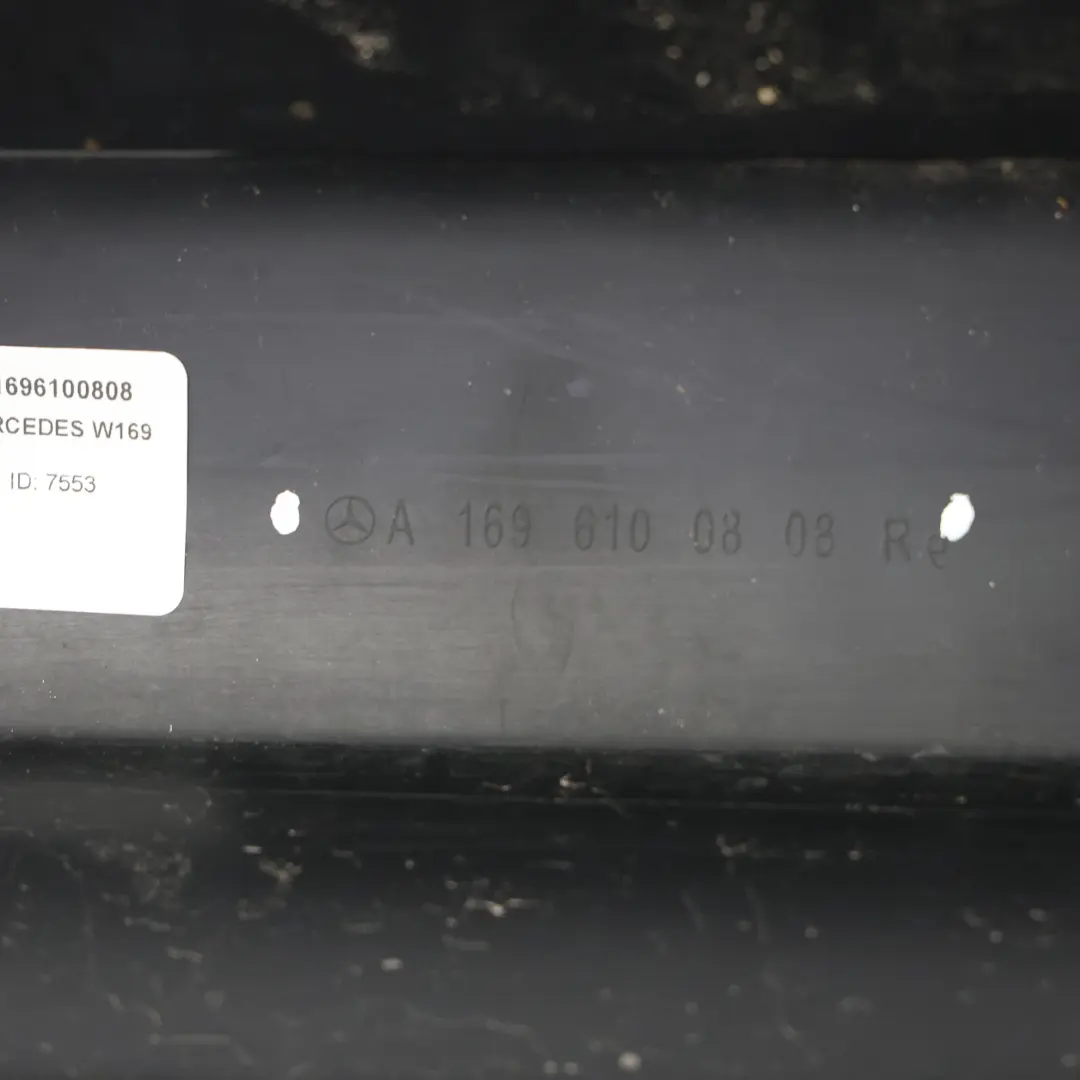 1696100808
RCEDES W169
ID: 7553
A 169 610 08 08 Re